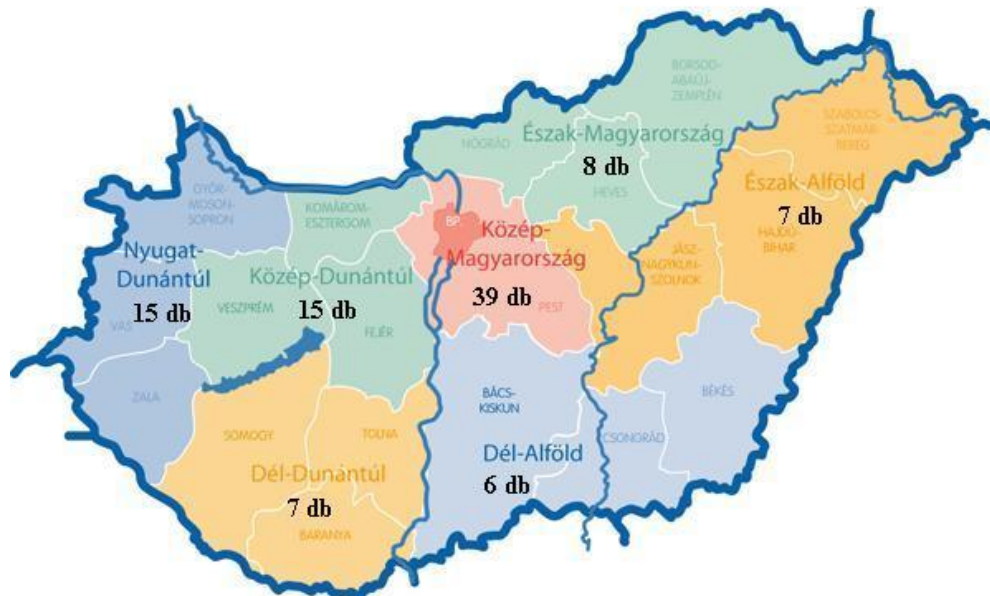 BORSOD-
ABAÚJ-
ZEMPLÉN
NÓGRÁD
Észak-Magyarország
8 db
HEVES
SZABOLCS-
SZATMÁR-
BEREG
Észak-Alföld
7 db
HAJDÚ-
BIHAR
JÁSZ-
NAGYKUN-
SZOLNOK
GYŐR-
MOSON-
SOPRON
KOMÁROM-
ESZTERGOM
BP.
Közép-
Magyarország
39 db
PEST
Nyugat-
Dunántúl
15 db
VAS
Közép-Dunántúl
VESZPRÉM
15 db
FEJÉR
ZALA
BÁCS-
KISKUN
BÉKÉS
SOMOGY
TOLNA
CSONGRÁD
Dél-Alföld
6 db
Dél-Dunántúl
7 db
BARANYA